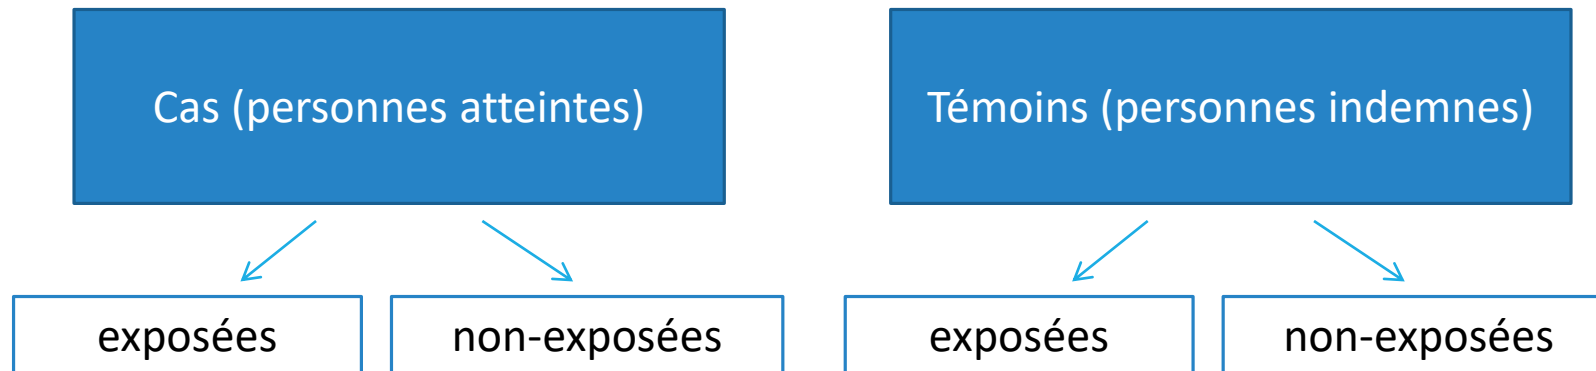 Cas (personnes atteintes)
Témoins (personnes indemnes)
exposées
non-exposées
exposées
non-exposées